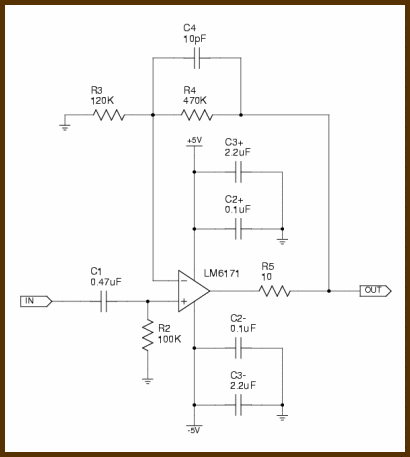 C4
10pF
R3
120K
R4
470K
+5V
C3+
2.2uF
C2+
0.1uF
LM6171
C1
0.47uF
R5
10
IN
OUT
R2
100K
C2-
0.1uF
C3-
2.2uF
-5V